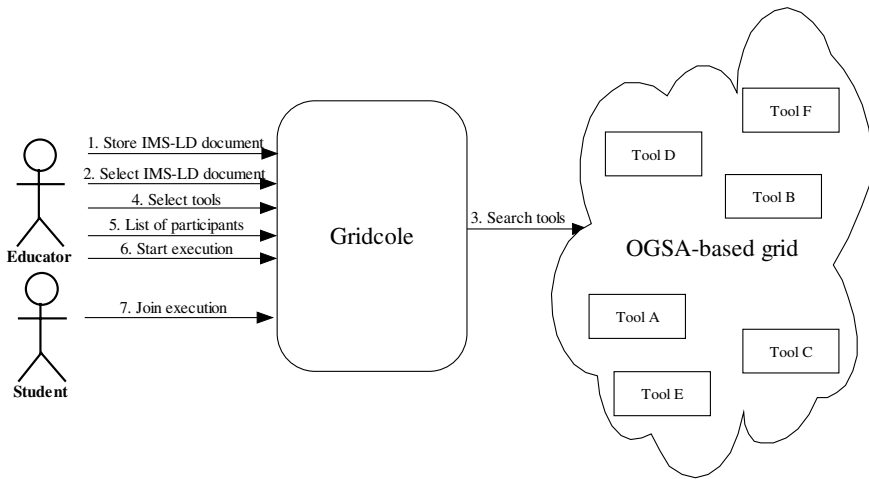 1. Store IMS-LD document
2. Select IMS-LD document
4. Select tools
5. List of participants
6. Start execution
Educator
7. Join execution
Student
Gridcole
3. Search tools
Tool F
Tool D
Tool B
OGSA-based grid
Tool A
Tool C
Tool E